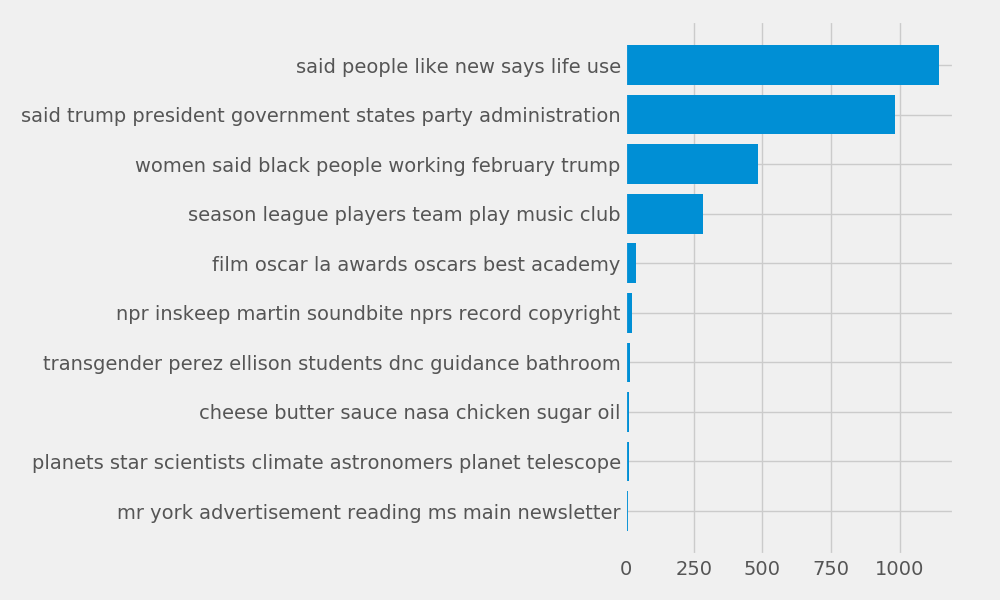 said people like new says life use
said trump president government states party administration
women said black people working february trump
season league players team play music club
film oscar la awards oscars best academy
npr inskeep martin soundbite nprs record copyright
transgender perez ellison students dnc guidance bathroom
cheese butter sauce nasa chicken sugar oil
planets star scientists climate astronomers planet telescope
mr york advertisement reading ms main newsletter
0 250 500 750 1000